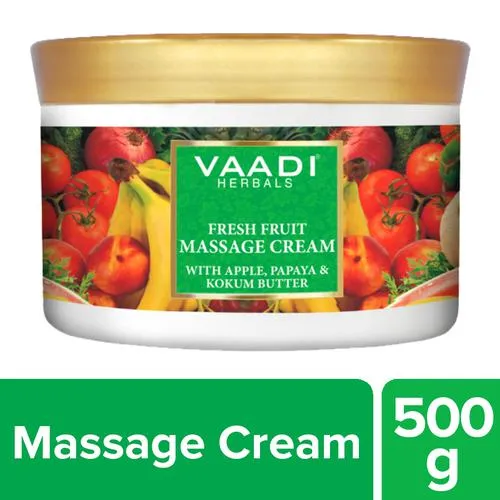 VAADI
HERBALS
FRESH FRUIT
MASSAGE CREAM
WITH APPLE, PAPAYA &
KOKUM BUTTER
Massage Cream
500
g